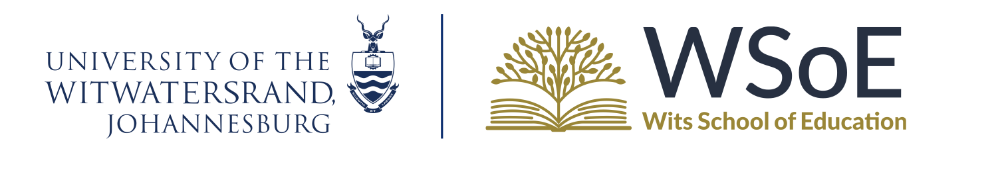 UNIVERSITY OF THE
WITWATERSRAND,
JOHANNESBURG
WSoE
Wits School of Education